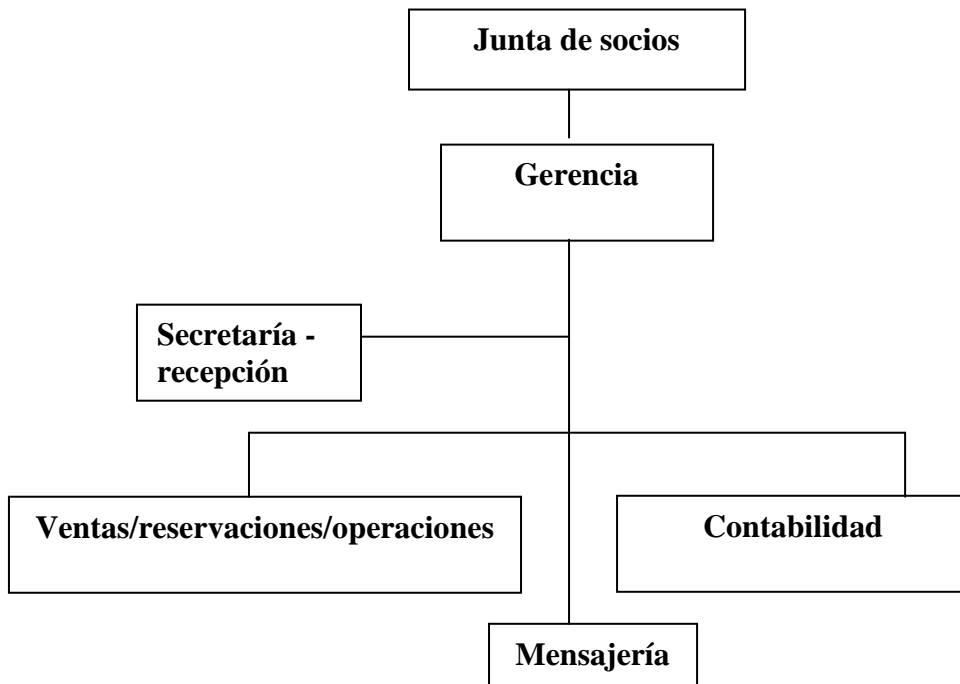 Junta de socios
Gerencia
Secretaría -
recepción
Ventas/reservaciones/operaciones
Contabilidad
Mensajería